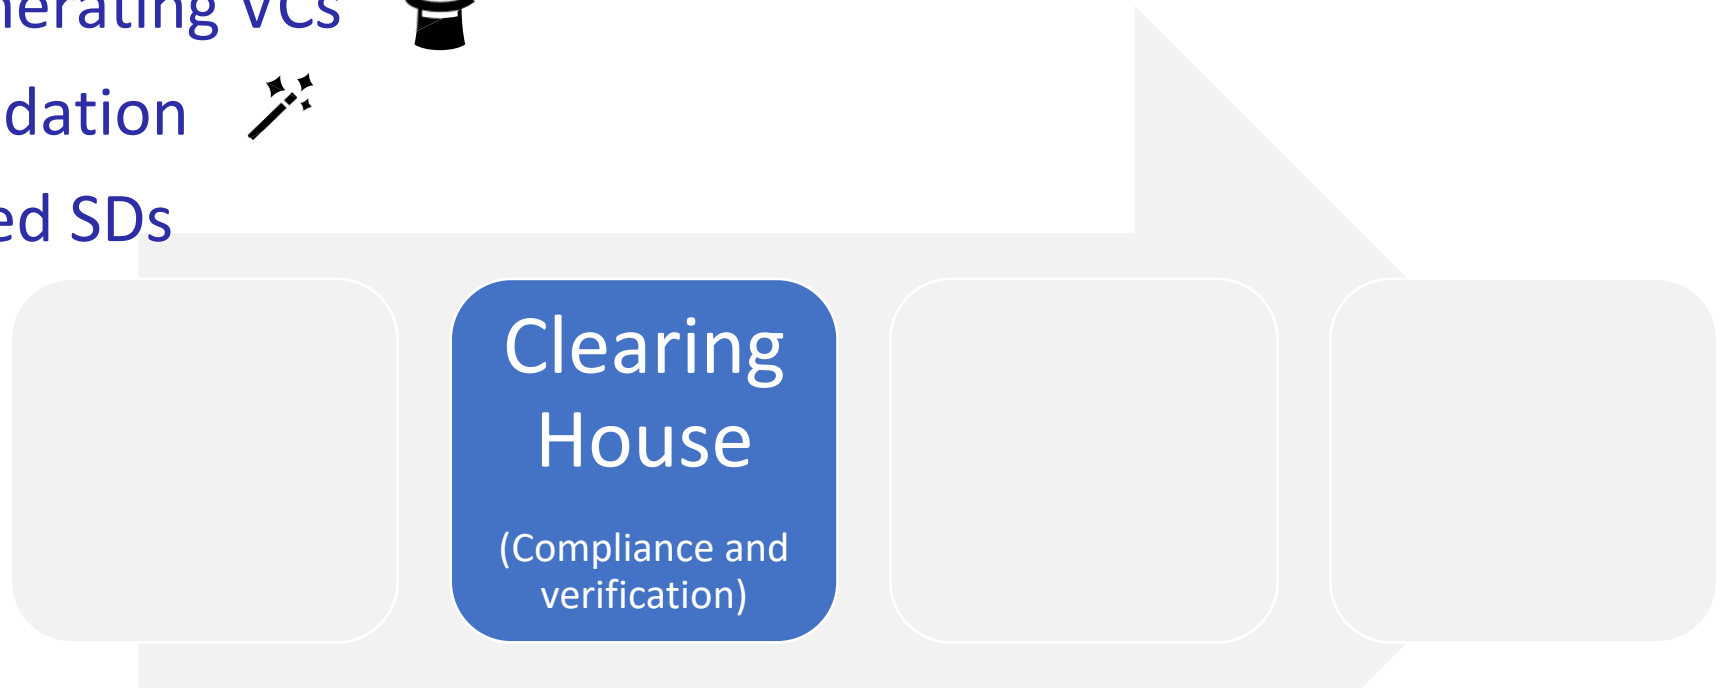 nerating VCs
dation
ed SDs
Clearing
House
(Compliance and
verification)